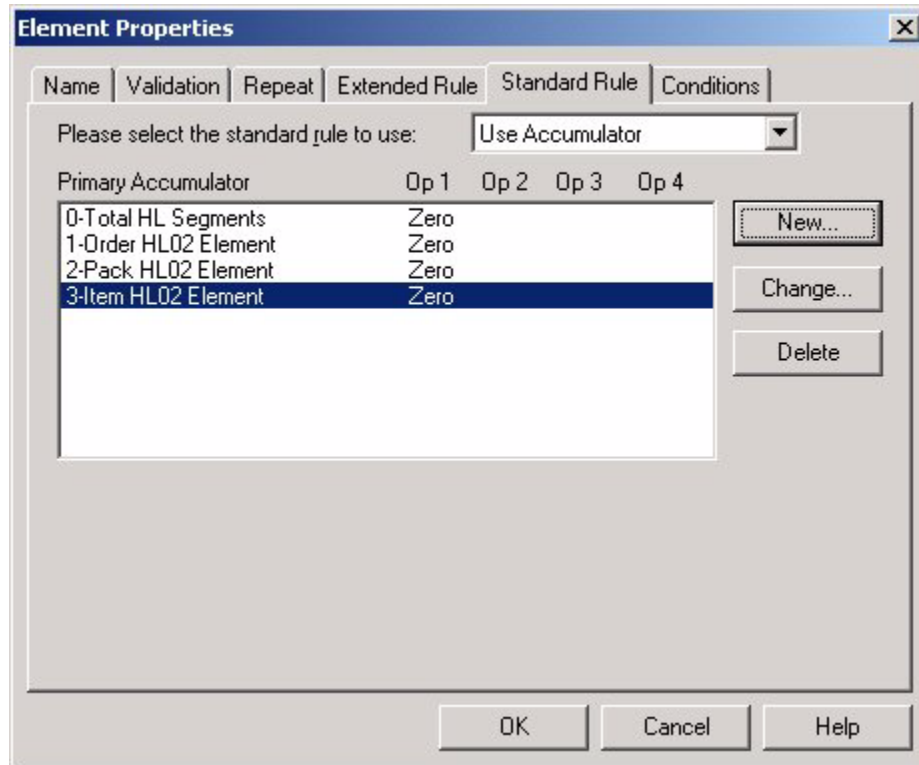 Element Properties
Name Validation Repeat Extended Rule Standard Rule Conditions
Please select the standard rule to use: Use Accumulator
Primary Accumulator Op 1 Op 2 Op 3 Op 4
0-Total HL Segments Zero
1-Order HL02 Element Zero
2-Pack HL02 Element Zero
3-Item HL02 Element Zero
New...
Change...
Delete
OK Cancel Help